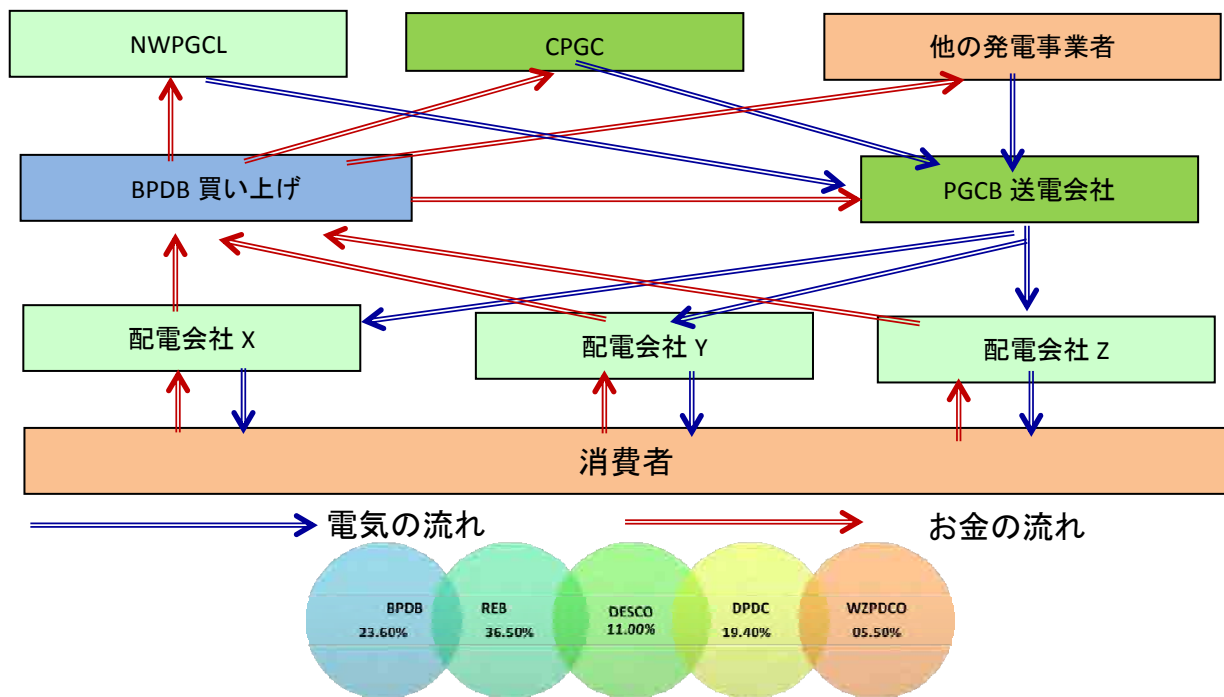 NWPGCL
CPGC
他の発電事業者
BPDB 買い上げ
PGCB 送電会社
配電会社 X
配電会社 Y
配電会社 Z
消費者
電気の流れ
お金の流れ
BPDB
23.60%
REB
36.50%
DESCO
11.00%
DPDC
19.40%
WZPDCO
05.50%